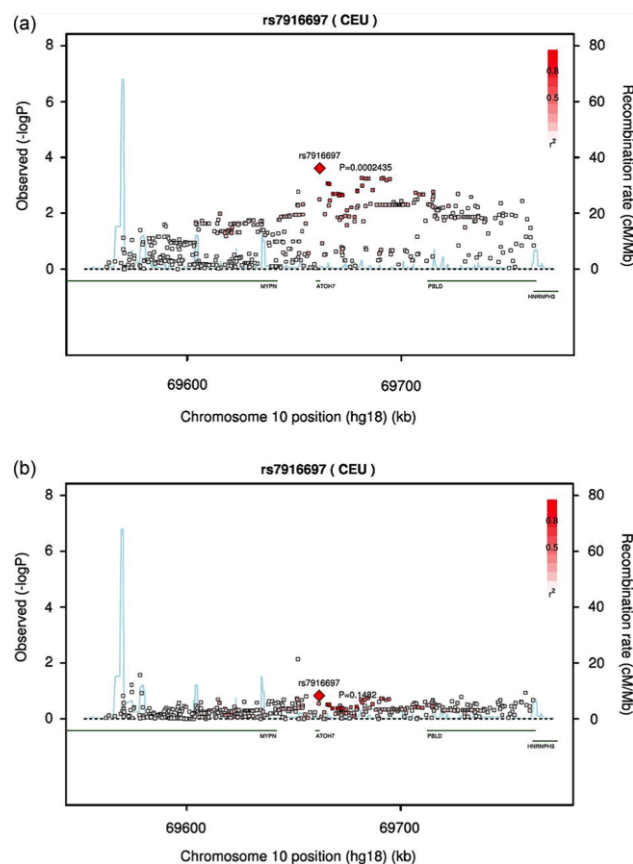 (a)
rs7916697 ( CEU )
8
6
4
2
0
Observed (-logP)
80
60
40
20
0
Recombination rate (cM/Mb)
0.8
0.5
r²
rs7916697
P=0.0002435
MYPN
ATOH7
PBLD
HNRNPH3
69600
69700
Chromosome 10 position (hg18) (kb)
(b)
rs7916697 ( CEU )
8
6
4
2
0
Observed (-logP)
80
60
40
20
0
Recombination rate (cM/Mb)
0.8
0.5
r²
rs7916697
P=0.1492
MYPN
ATOH7
PBLD
HNRNPH3
69600
69700
Chromosome 10 position (hg18) (kb)